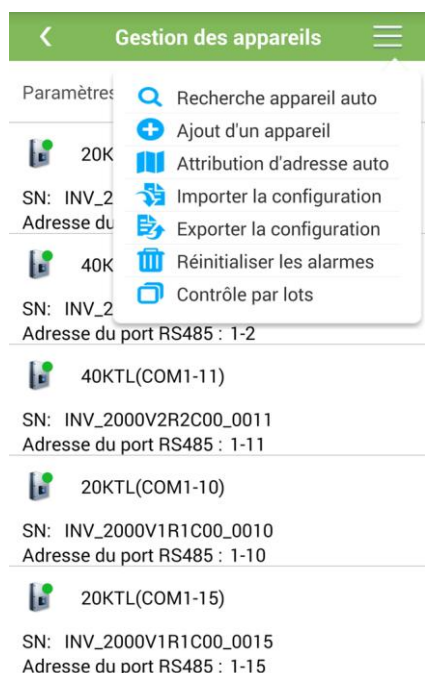 Gestion des appareils
Paramètres
Recherche appareil auto
Ajout d'un appareil
Attribution d'adresse auto
Importer la configuration
Exporter la configuration
Réinitialiser les alarmes
Contrôle par lots
20K
SN: INV_2
Adresse du
40K
SN: INV_2
Adresse du port RS485 : 1-2
40KTL(COM1-11)
SN: INV_2000V2R2C00_0011
Adresse du port RS485 : 1-11
20KTL(COM1-10)
SN: INV_2000V1R1C00_0010
Adresse du port RS485 : 1-10
20KTL(COM1-15)
SN: INV_2000V1R1C00_0015
Adresse du port RS485 : 1-15